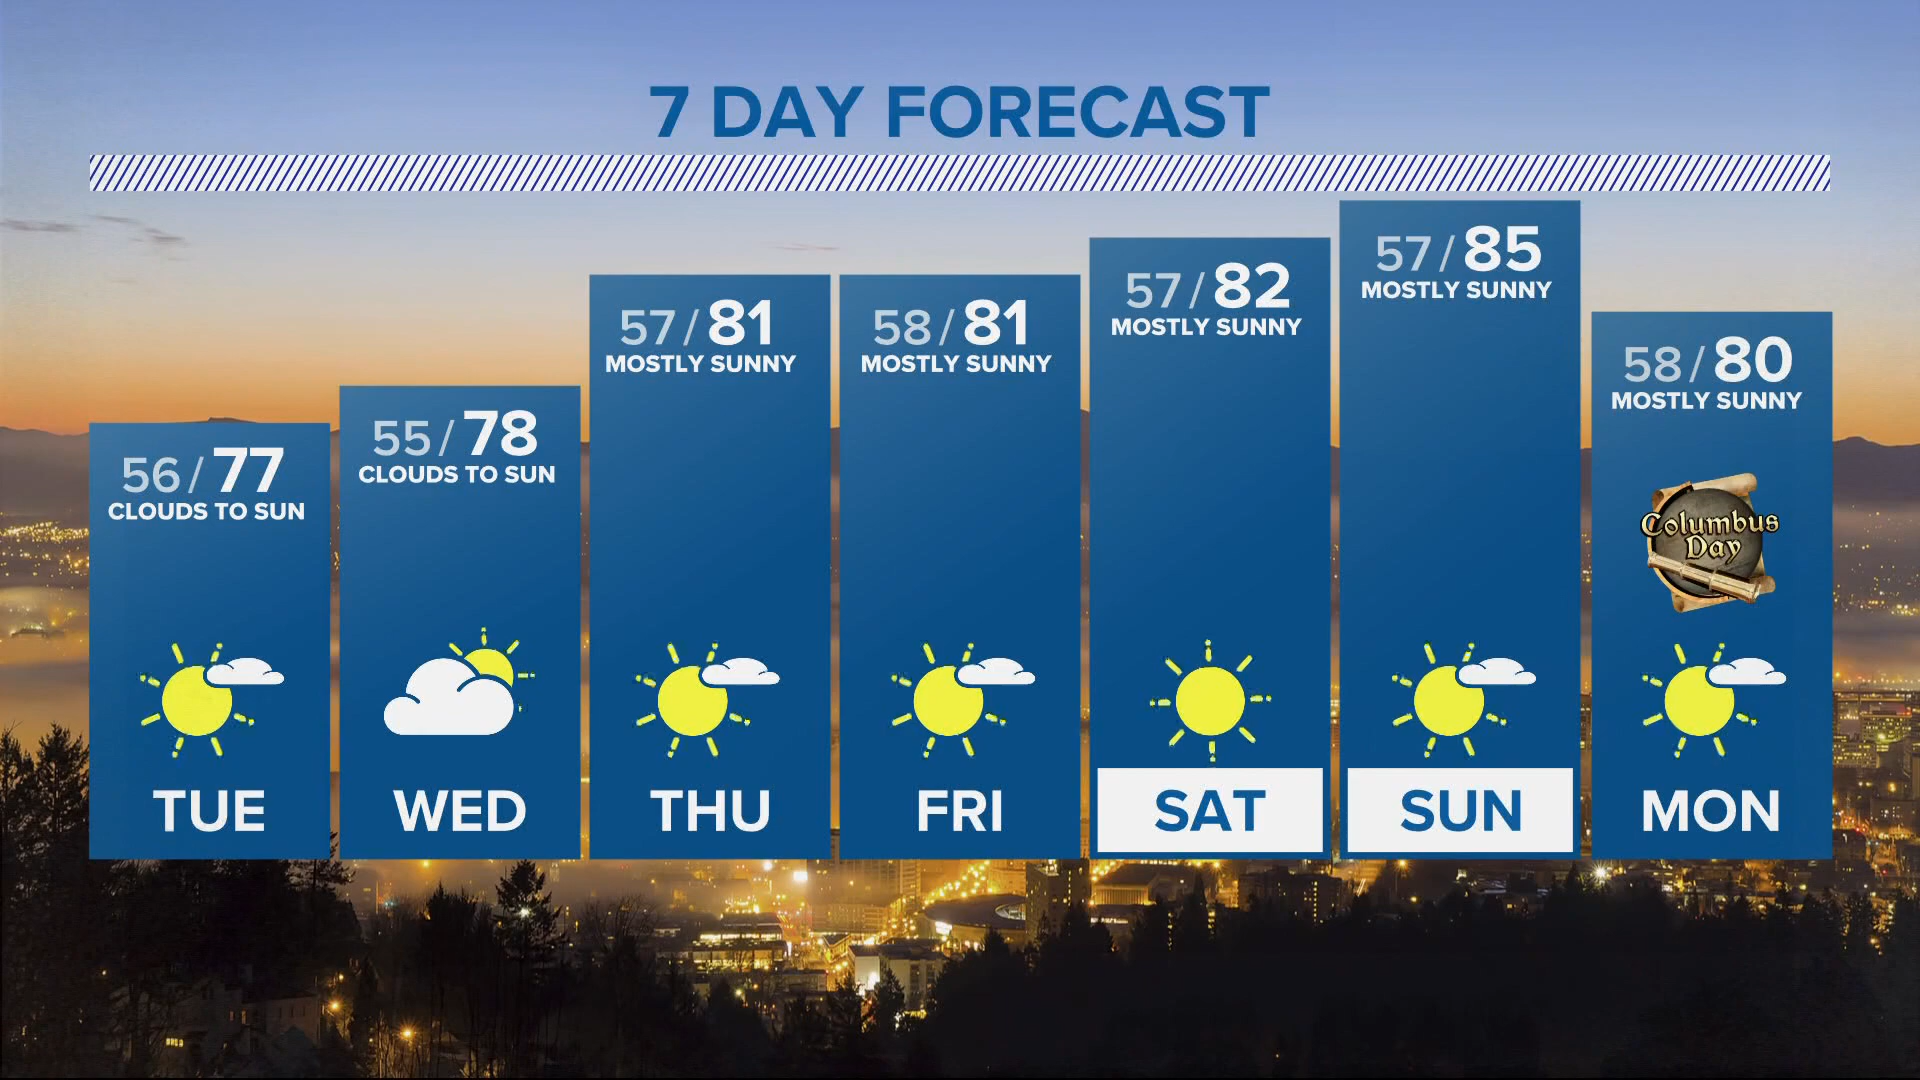 7 DAY FORECAST
56/77
CLOUDS TO SUN
TUE
55/78
CLOUDS TO SUN
WED
57/81
MOSTLY SUNNY
THU
58/81
MOSTLY SUNNY
FRI
57/82
MOSTLY SUNNY
SAT
57/85
MOSTLY SUNNY
SUN
58/80
MOSTLY SUNNY
Columbus
Day
MON